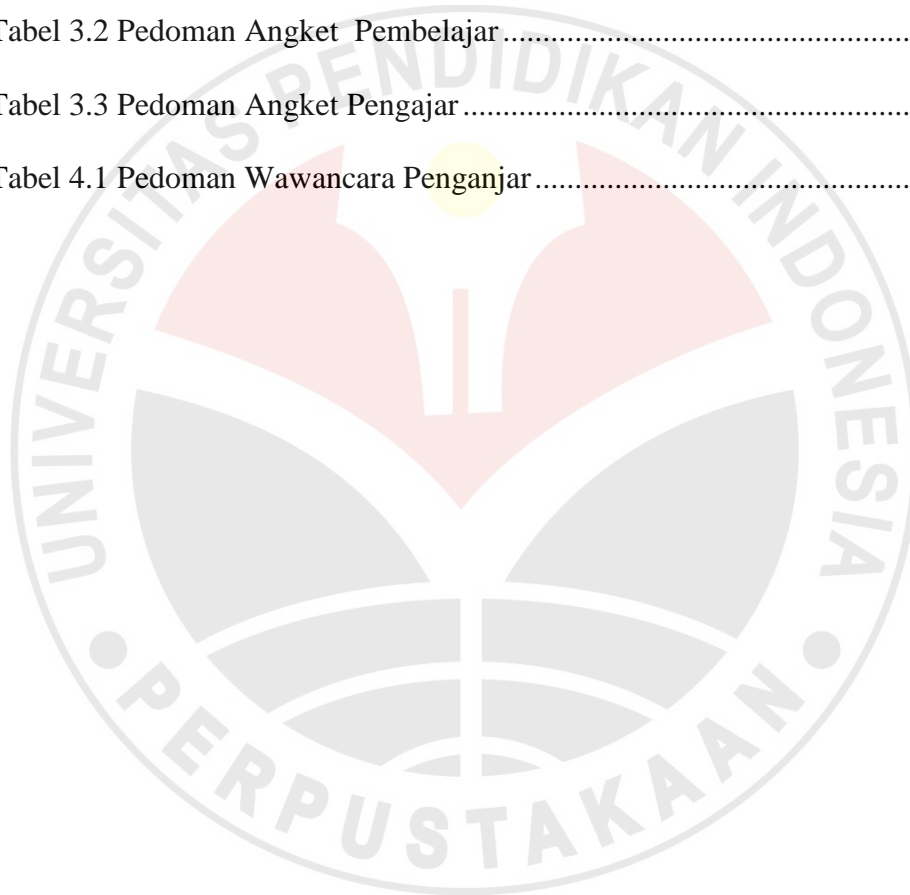 Tabel 3.2 Pedoman Angket Pembelajar...................................................
Tabel 3.3 Pedoman Angket Pengajar........................................................
Tabel 4.1 Pedoman Wawancara Penganjar...............................................
UNIVERSITAS PENDIDIKAN INDONESIA
PERPUSTAKAAN